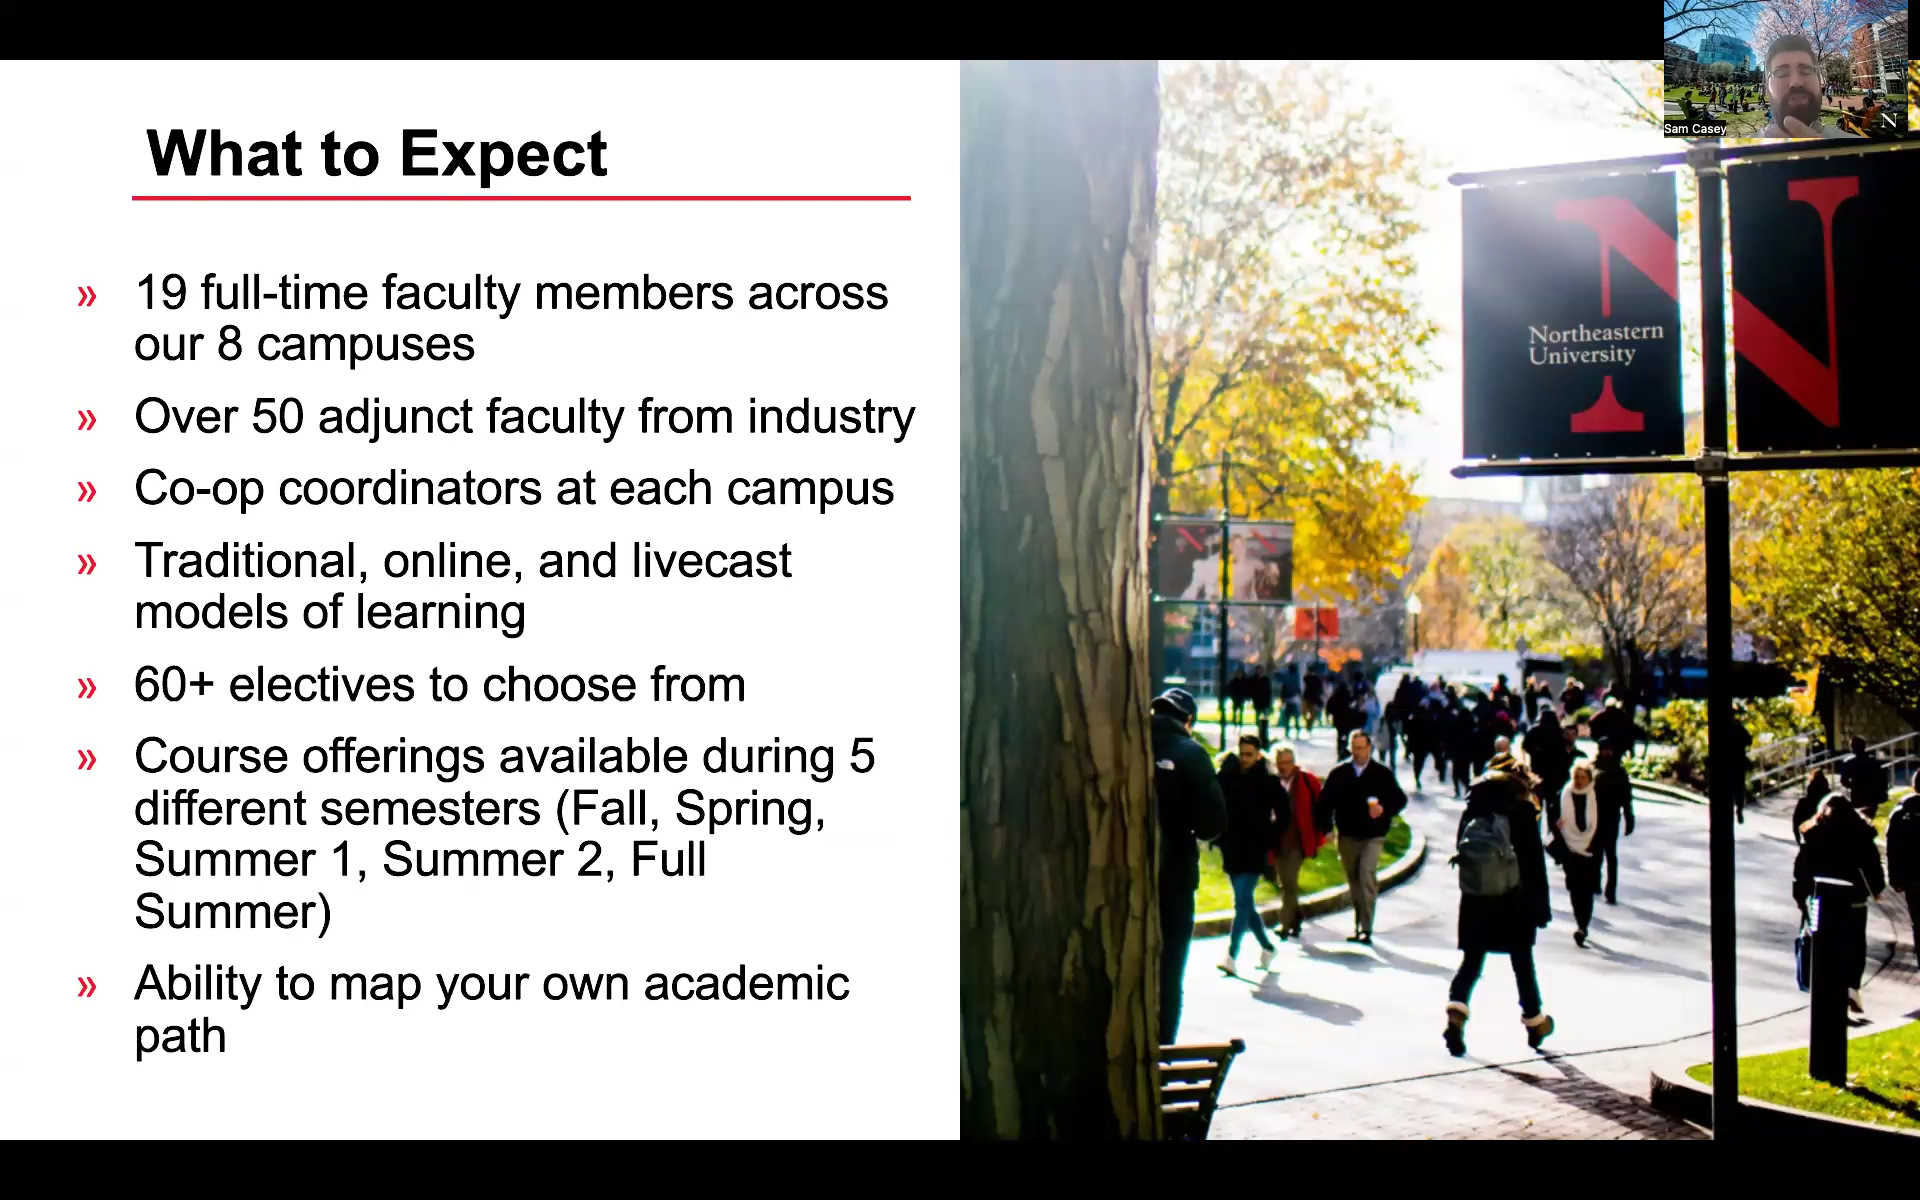 What to Expect
» 19 full-time faculty members across
our 8 campuses
» Over 50 adjunct faculty from industry
» Co-op coordinators at each campus
» Traditional, online, and livecast
models of learning
» 60+ electives to choose from
» Course offerings available during 5
different semesters (Fall, Spring,
Summer 1, Summer 2, Full
Summer)
» Ability to map your own academic
path
Sam Casey
N
N
Northeastern
University
N